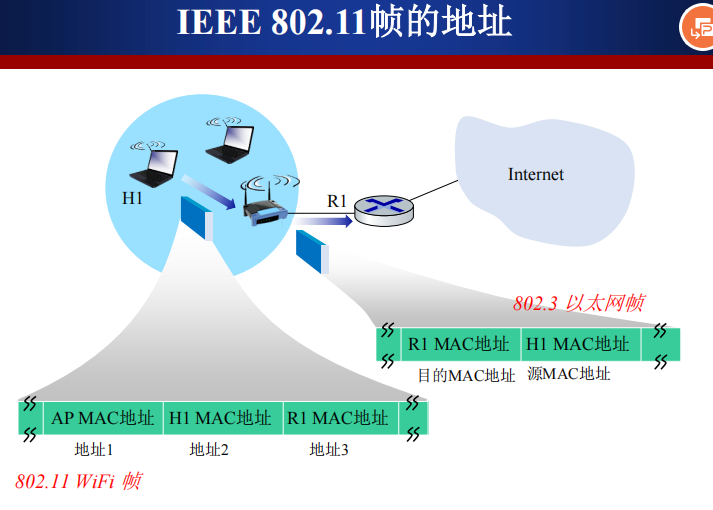 IEEE 802.11帧的地址
H1
R1
Internet
802.3 以太网帧
R1 MAC地址 H1 MAC地址
目的MAC地址 源MAC地址
AP MAC地址 H1 MAC地址 R1 MAC地址
地址1 地址2 地址3
802.11 WiFi 帧